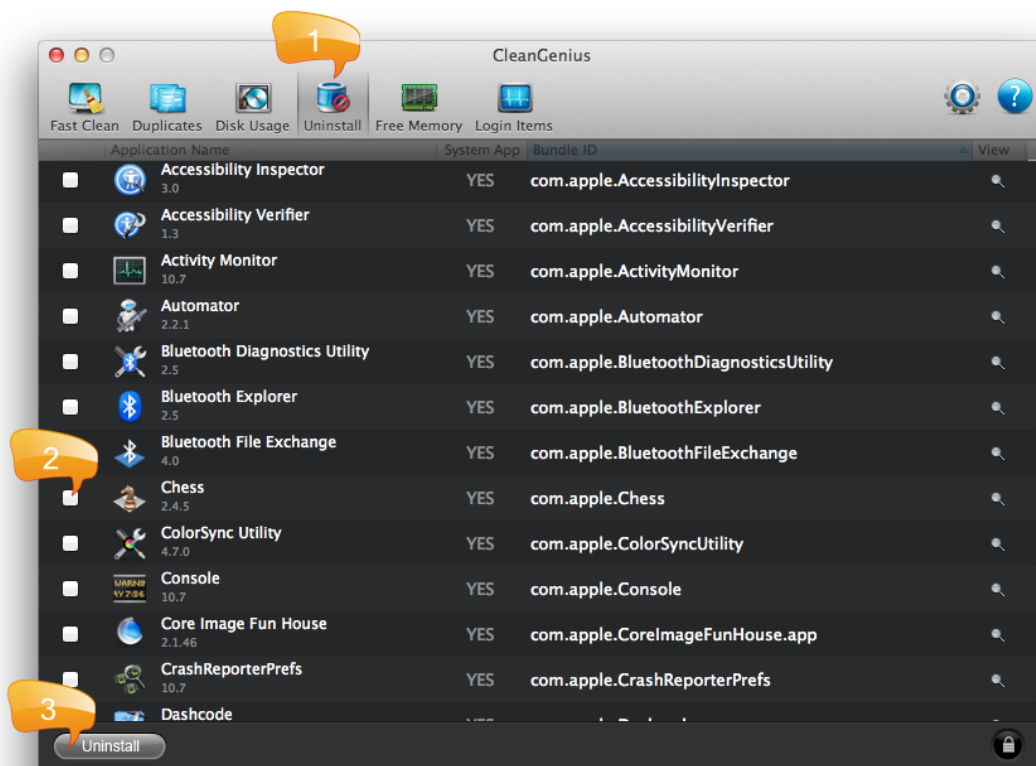 1
CleanGenius
Fast Clean Duplicates Disk Usage Uninstall Free Memory Login Items
Application Name System App Bundle ID View
Accessibility Inspector YES com.apple.AccessibilityInspector
3.0
Accessibility Verifier YES com.apple.AccessibilityVerifier
1.3
Activity Monitor YES com.apple.ActivityMonitor
10.7
Automator YES com.apple.Automator
2.2.1
Bluetooth Diagnostics Utility YES com.apple.BluetoothDiagnosticsUtility
2.5
Bluetooth Explorer YES com.apple.BluetoothExplorer
2.5
Bluetooth File Exchange YES com.apple.BluetoothFileExchange
4.0
2
Chess YES com.apple.Chess
2.4.5
ColorSync Utility YES com.apple.ColorSyncUtility
4.7.0
Console YES com.apple.Console
10.7
Core Image Fun House YES com.apple.CoreImageFunHouse.app
2.1.46
CrashReporterPrefs YES com.apple.CrashReporterPrefs
10.7
3
Dashcode
Uninstall